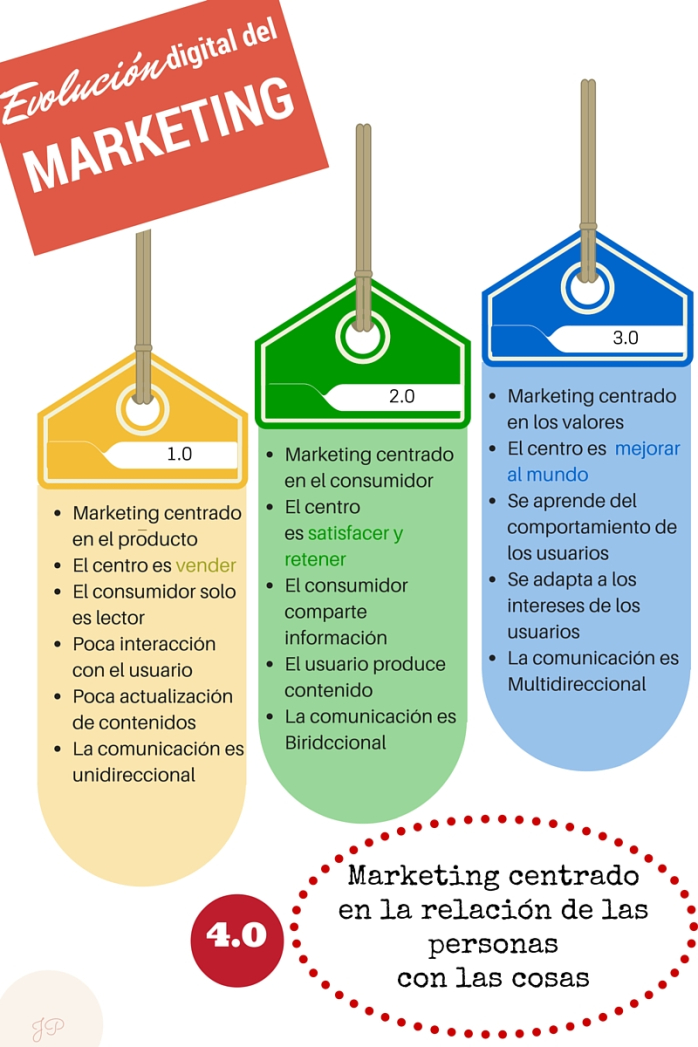 Evolución digital del
MARKETING
1.0
• Marketing centrado
en el producto
• El centro es vender
• El consumidor solo
es lector
• Poca interacción
con el usuario
• Poca actualización
de contenidos
• La comunicación es
unidireccional
2.0
• Marketing centrado
en el consumidor
• El centro
es satisfacer y
retener
• El consumidor
comparte
información
• El usuario produce
contenido
• La comunicación es
Biridccional
3.0
• Marketing centrado
en los valores
• El centro es mejorar
al mundo
• Se aprende del
comportamiento de
los usuarios
• Se adapta a los
intereses de los
usuarios
• La comunicación es
Multidireccional
4.0
Marketing centrado
en la relación de las
personas
con las cosas
JP